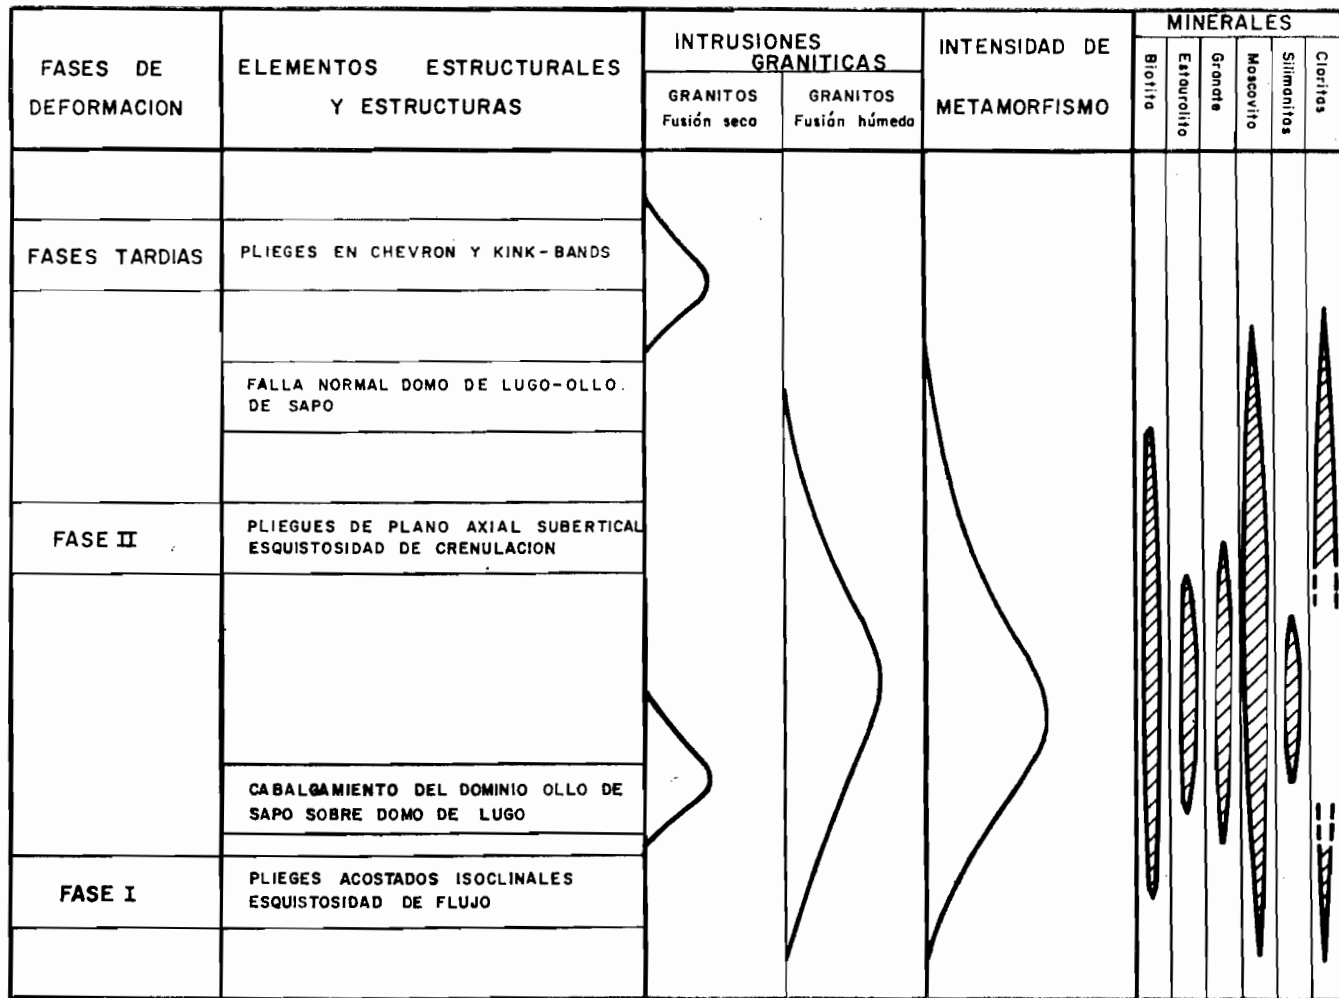 FASES DE
DEFORMACION
ELEMENTOS ESTRUCTURALES
Y ESTRUCTURAS
INTRUSIONES
GRANITICAS
GRANITOS
Fusión seca
GRANITOS
Fusión húmeda
INTENSIDAD DE
METAMORFISMO
MINERALES
Biotita
Estaurolito
Granate
Moscovito
Silimanitas
Cloritas
FASES TARDIAS
PLIEGES EN CHEVRON Y KINK-BANDS
FALLA NORMAL DOMO DE LUGO-OLLO.
DE SAPO
FASE II
PLIEGUES DE PLANO AXIAL SUBERTICAL
ESQUISTOSIDAD DE CRENULACION
CABALGAMIENTO DEL DOMINIO OLLO DE
SAPO SOBRE DOMO DE LUGO
FASE I
PLIEGES ACOSTADOS ISOCLINALES
ESQUISTOSIDAD DE FLUJO